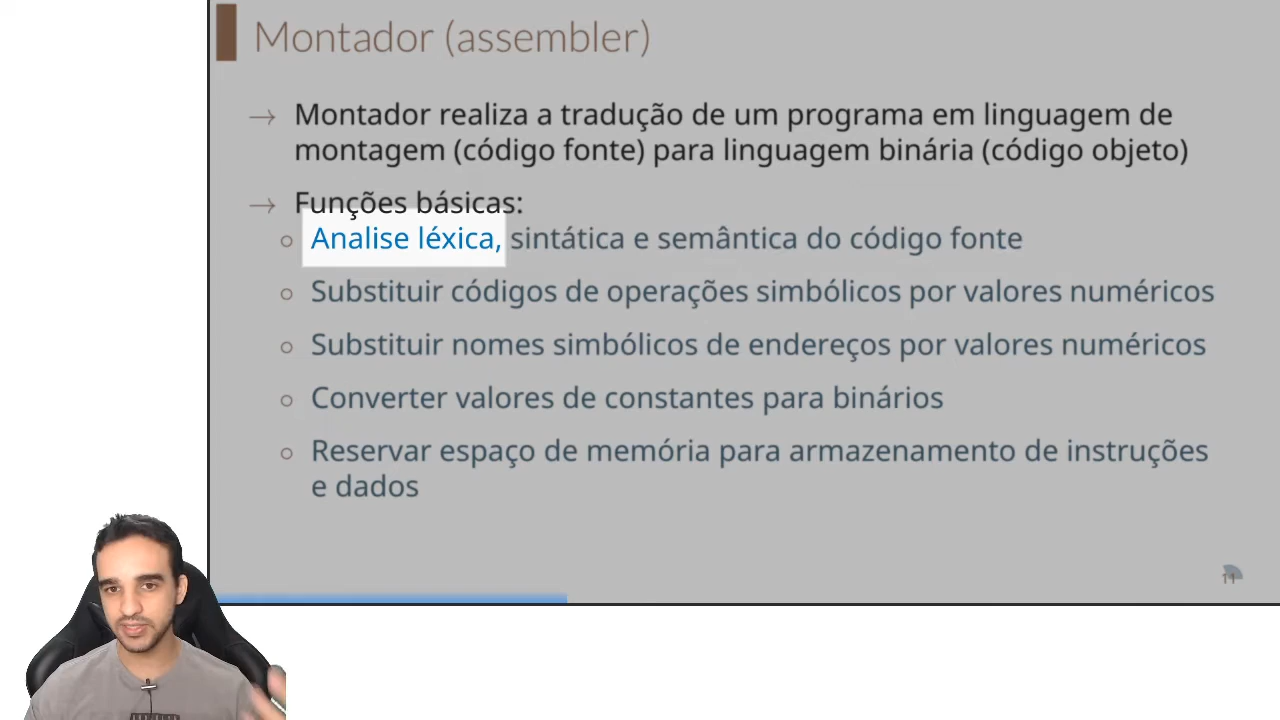 Montador (assembler)
→ Montador realiza a tradução de um programa em linguagem de
montagem (código fonte) para linguagem binária (código objeto)
→ Funções básicas:
○ Analise léxica, sintática e semântica do código fonte
○ Substituir códigos de operações simbólicos por valores numéricos
○ Substituir nomes simbólicos de endereços por valores numéricos
○ Converter valores de constantes para binários
○ Reservar espaço de memória para armazenamento de instruções
e dados
11